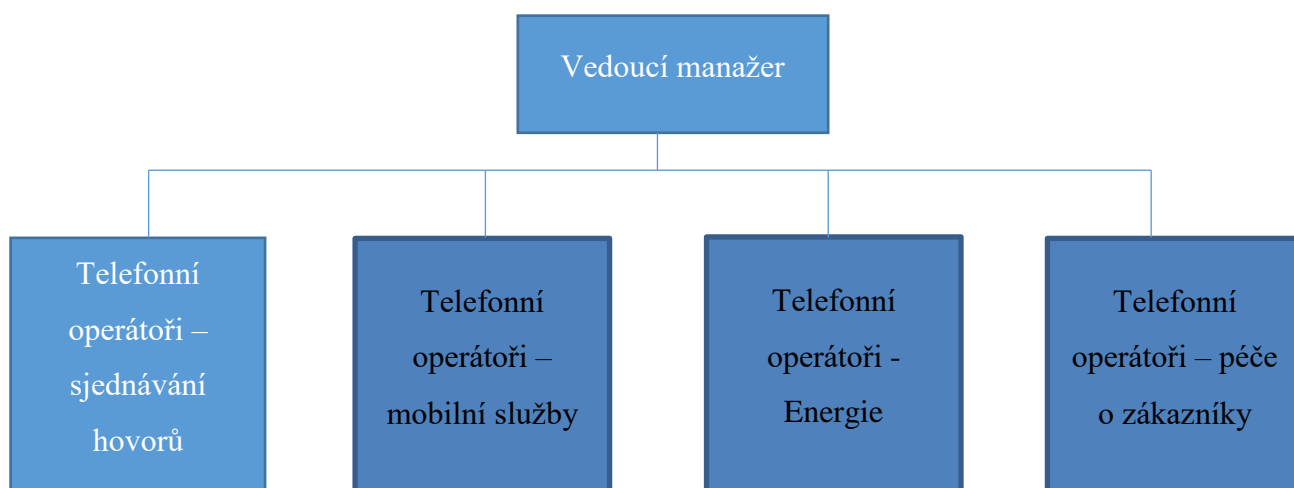 Vedoucí manažer
Telefonní
operátoři –
sjednávání
hovorů
Telefonní
operátoři –
mobilní služby
Telefonní
operátoři -
Energie
Telefonní
operátoři – péče
o zákazníky